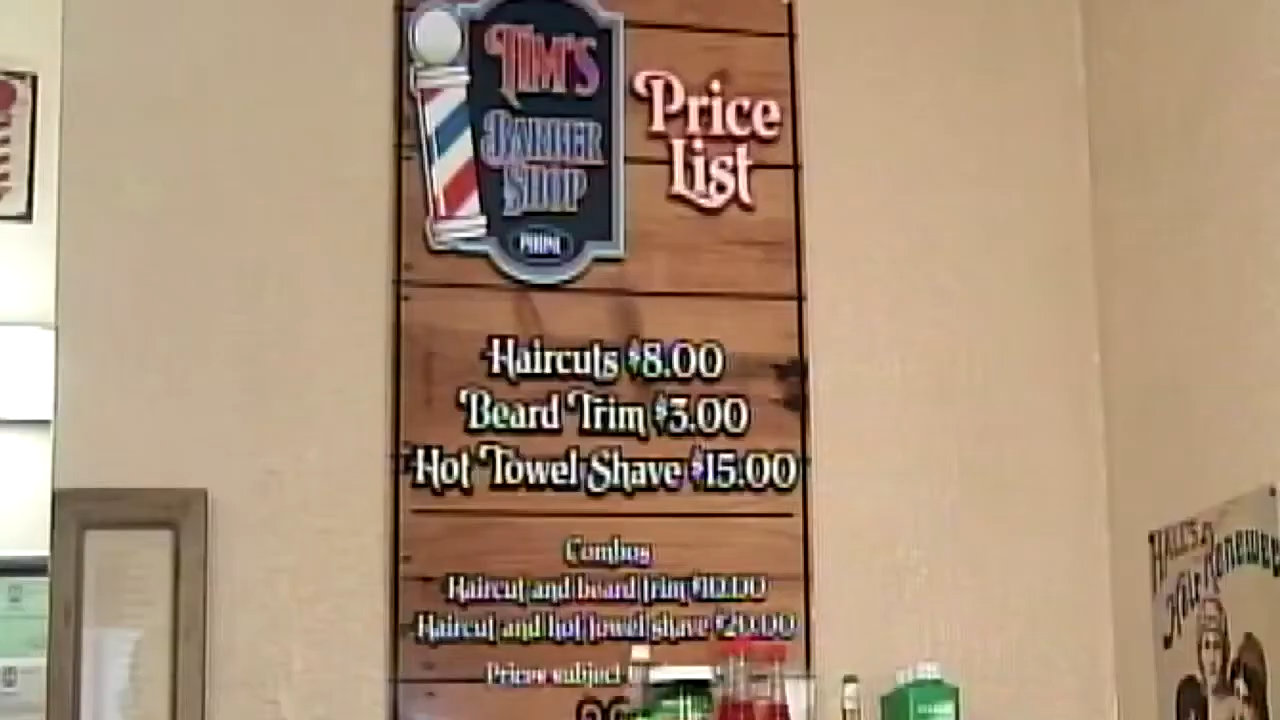 Tim's
Barber
Shop
Price
List
Haircuts $8.00
Beard Trim $3.00
Hot Towel Shave $15.00
Combos
Haircut and beard trim $10.00
Haircut and hot towel shave $20.00
Prices subject
HALL'S
Hair Renewer